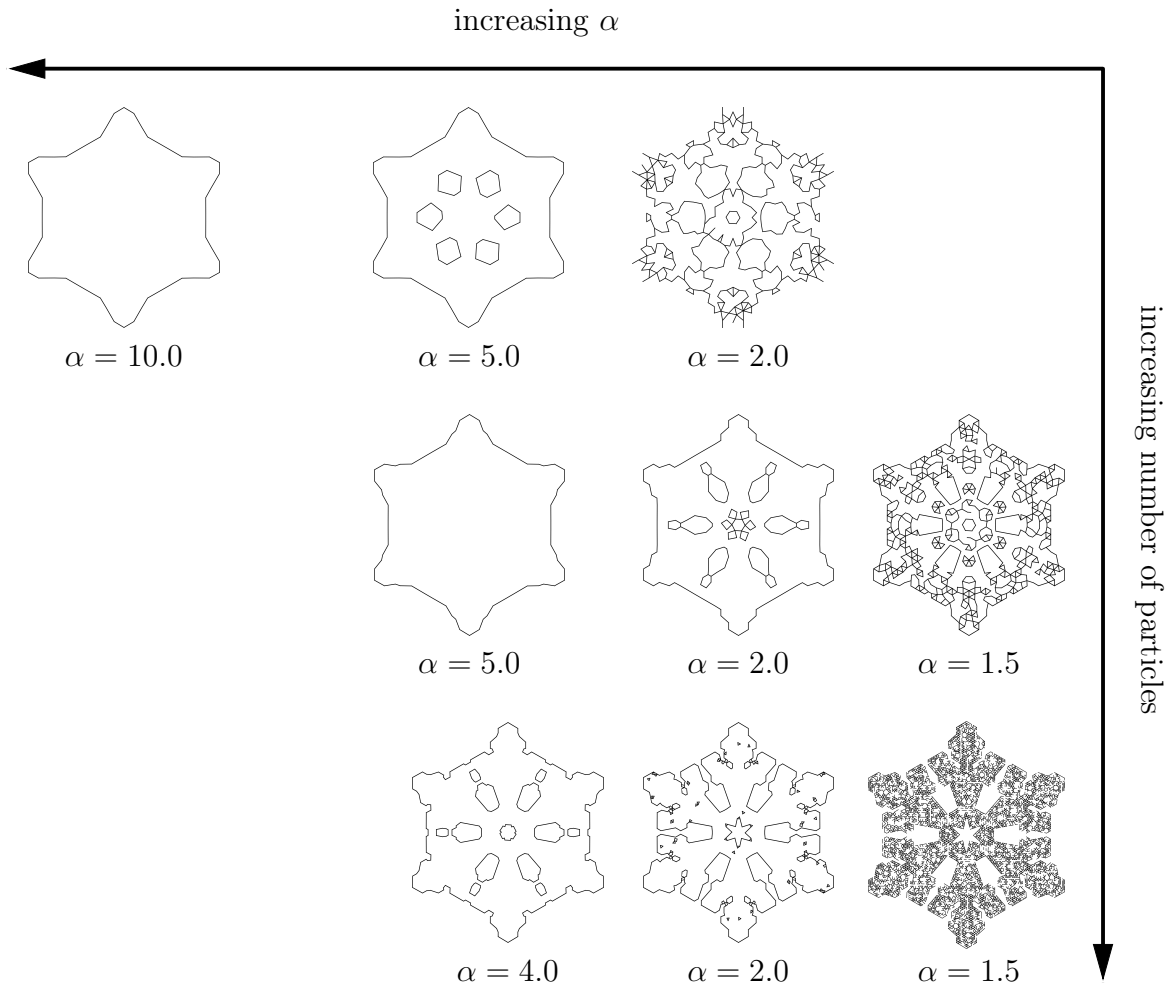 increasing α
α = 10.0
α = 5.0
α = 2.0
increasing number of particles
α = 5.0
α = 2.0
α = 1.5
α = 4.0
α = 2.0
α = 1.5